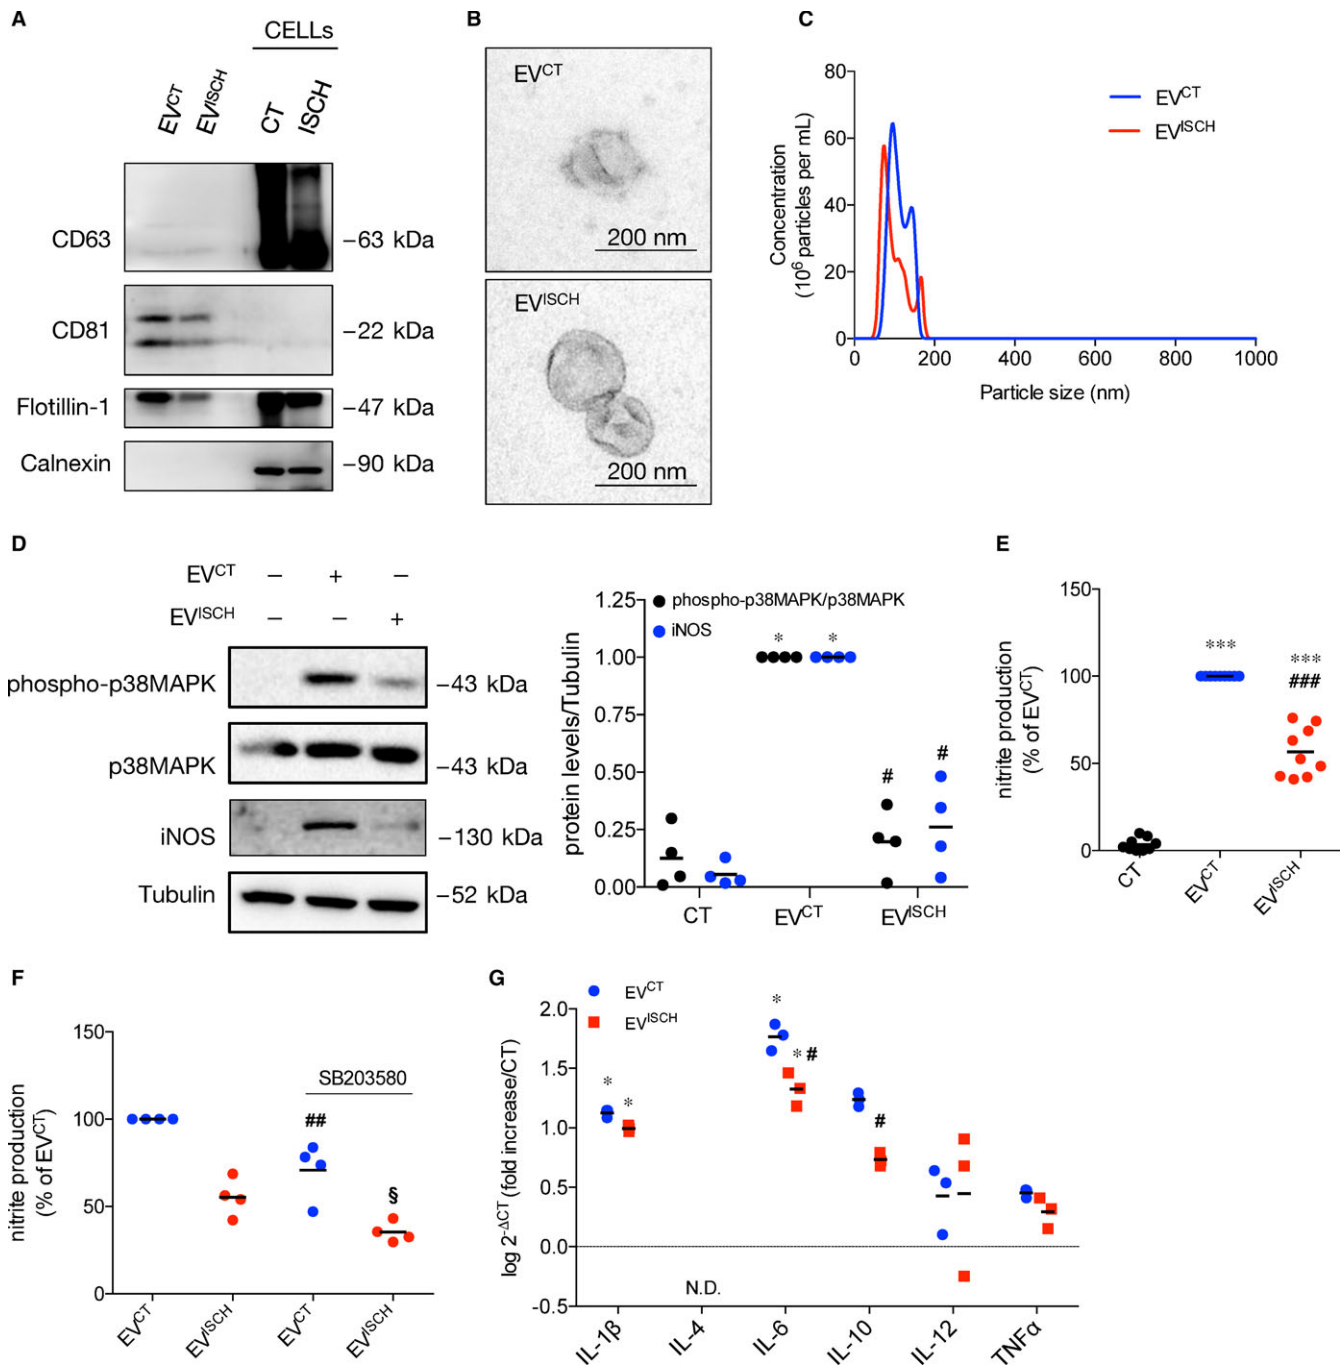 A
CELLs
EVCT
EVISCH
CT
ISCH
CD63
–63 kDa
CD81
–22 kDa
Flotillin-1
–47 kDa
Calnexin
–90 kDa
B
EVCT
200 nm
EVISCH
200 nm
C
80
60
40
20
0
Concentration
(10⁶ particles per mL)
EVCT
EVISCH
0 200 400 600 800 1000
Particle size (nm)
D
EVCT – + –
EVISCH – – +
phospho-p38MAPK
–43 kDa
p38MAPK
–43 kDa
iNOS
–130 kDa
Tubulin
–52 kDa
protein levels/Tubulin
1.25
1.00
0.75
0.50
0.25
0.00
phospho-p38MAPK/p38MAPK
iNOS
* *
# #
CT EVCT EVISCH
E
nitrite production
(% of EVCT)
150
100
50
0
***
***
###
CT EVCT EVISCH
F
nitrite production
(% of EVCT)
150
100
50
0
SB203580
##
§
EVCT EVISCH EVCT EVISCH
G
EVCT
EVISCH
log 2-ΔCT (fold increase/CT)
2.0
1.5
1.0
0.5
0.0
-0.5
* *
*
* #
#
N.D.
IL-1β IL-4 IL-6 IL-10 IL-12 TNFα